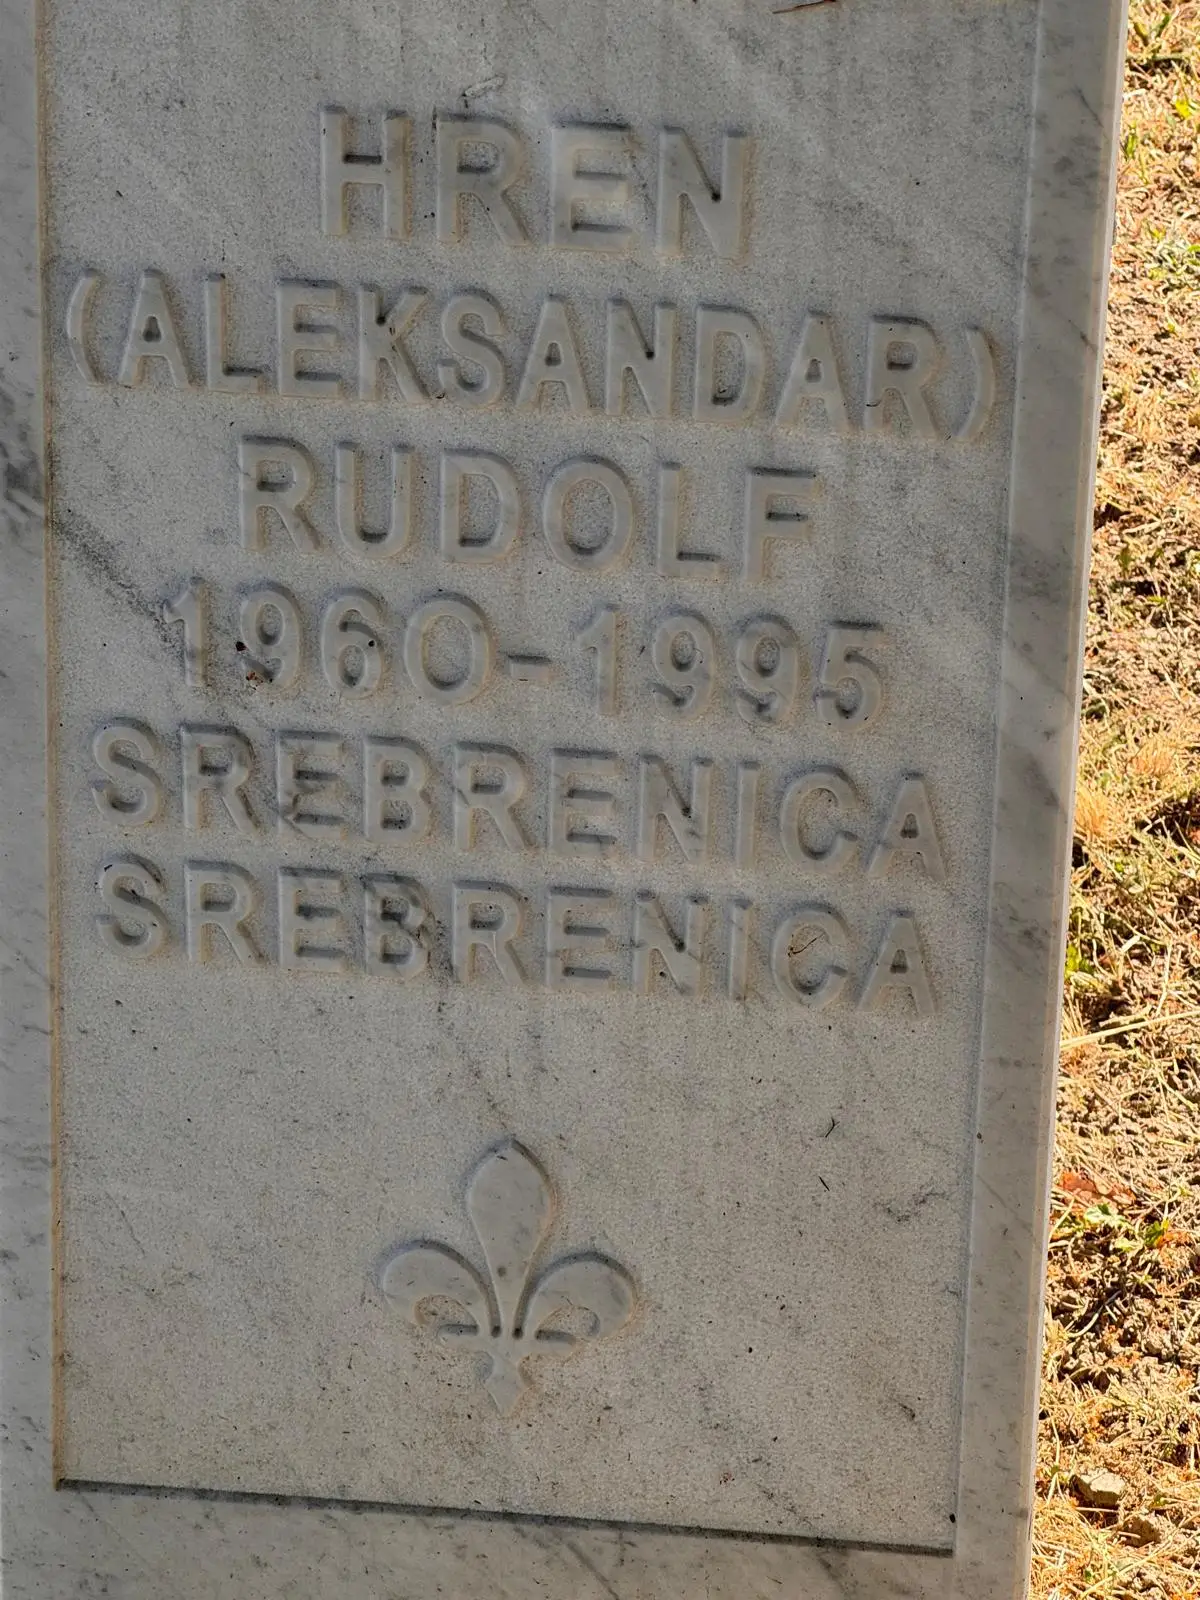 HREN
(ALEKSANDAR)
RUDOLF
1960-1995
SREBRENICA
SREBRENICA